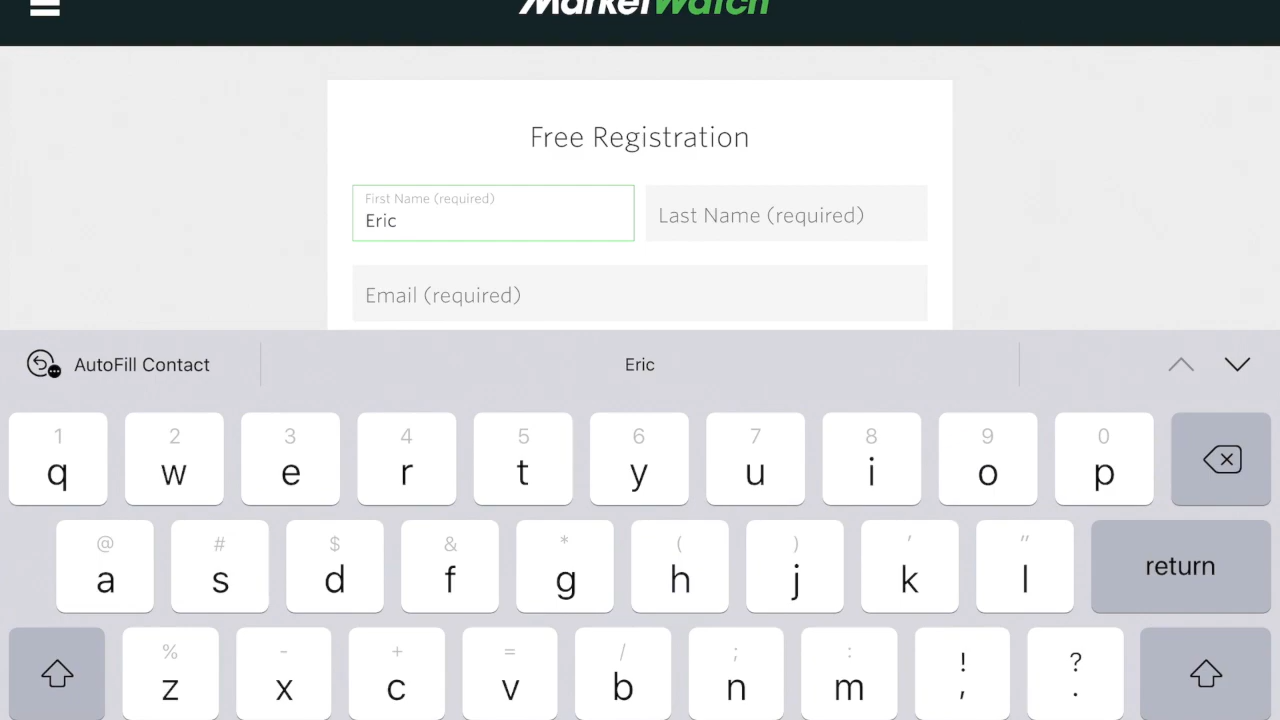 MarketWatch
Free Registration
First Name (required)
Eric
Last Name (required)
Email (required)
AutoFill Contact
Eric
1 2 3 4 5 6 7 8 9 0
q w e r t y u i o p
@ # $ & * ( ) ' "
a s d f g h j k l return
% - + = / ; : ! ?
z x c v b n m , .